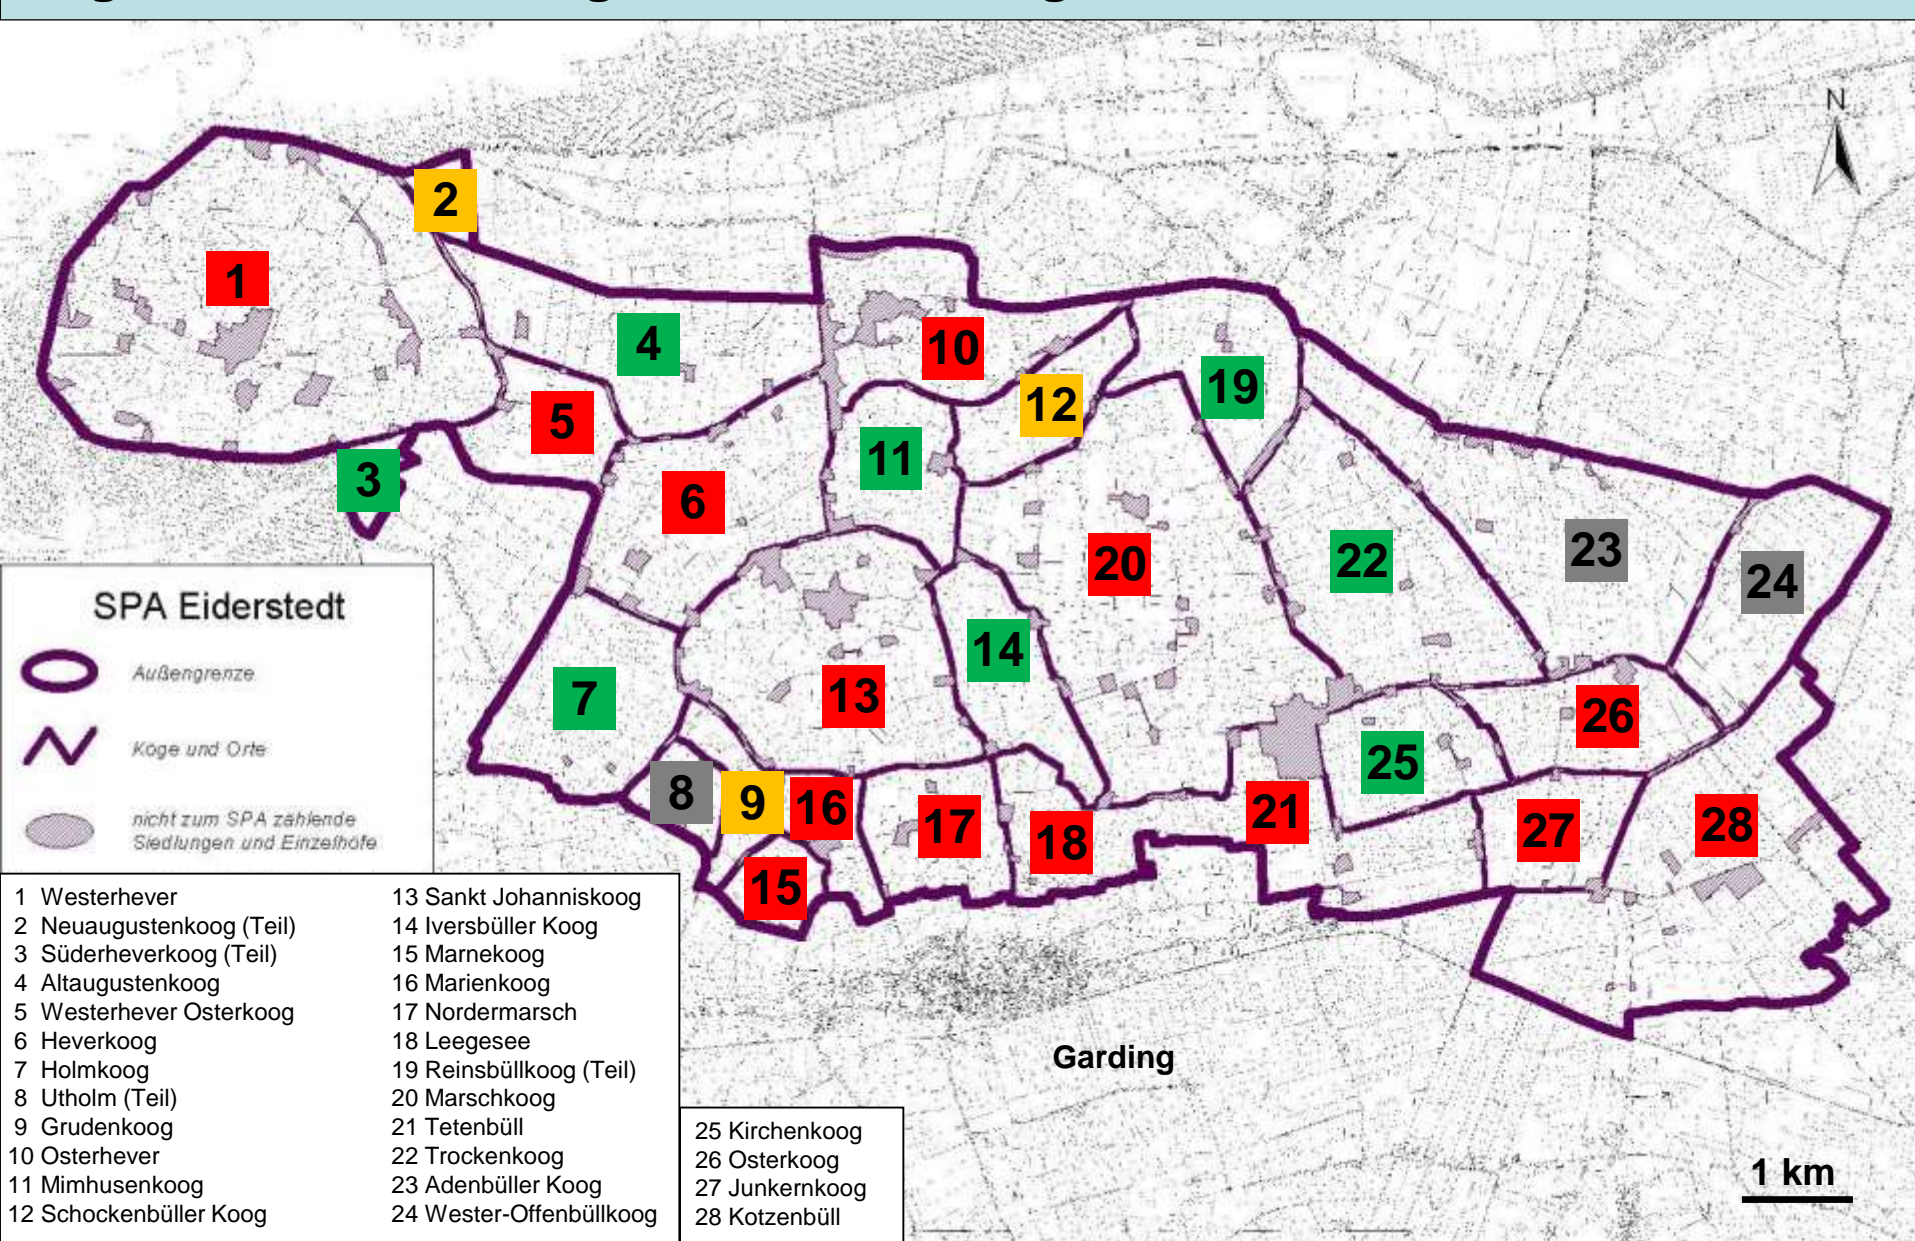 N
1
2
3
4
5
6
7
8
9
10
11
12
13
14
15
16
17
18
19
20
21
22
23
24
25
26
27
28
SPA Eiderstedt
Außengrenze
Köge und Orte
nicht zum SPA zählende
Siedlungen und Einzelhöfe
1 Westerhever
2 Neuaugustenkoog (Teil)
3 Süderheverkoog (Teil)
4 Altaugustenkoog
5 Westerhever Osterkoog
6 Heverkoog
7 Holmkoog
8 Utholm (Teil)
9 Grudenkoog
10 Osterhever
11 Mimhusenkoog
12 Schockenbüller Koog
13 Sankt Johanniskoog
14 Iversbüller Koog
15 Marnekoog
16 Marienkoog
17 Nordermarsch
18 Leegesee
19 Reinsbüllkoog (Teil)
20 Marschkoog
21 Tetenbüll
22 Trockenkoog
23 Adenbüller Koog
24 Wester-Offenbüllkoog
25 Kirchenkoog
26 Osterkoog
27 Junkernkoog
28 Kotzenbüll
Garding
1 km